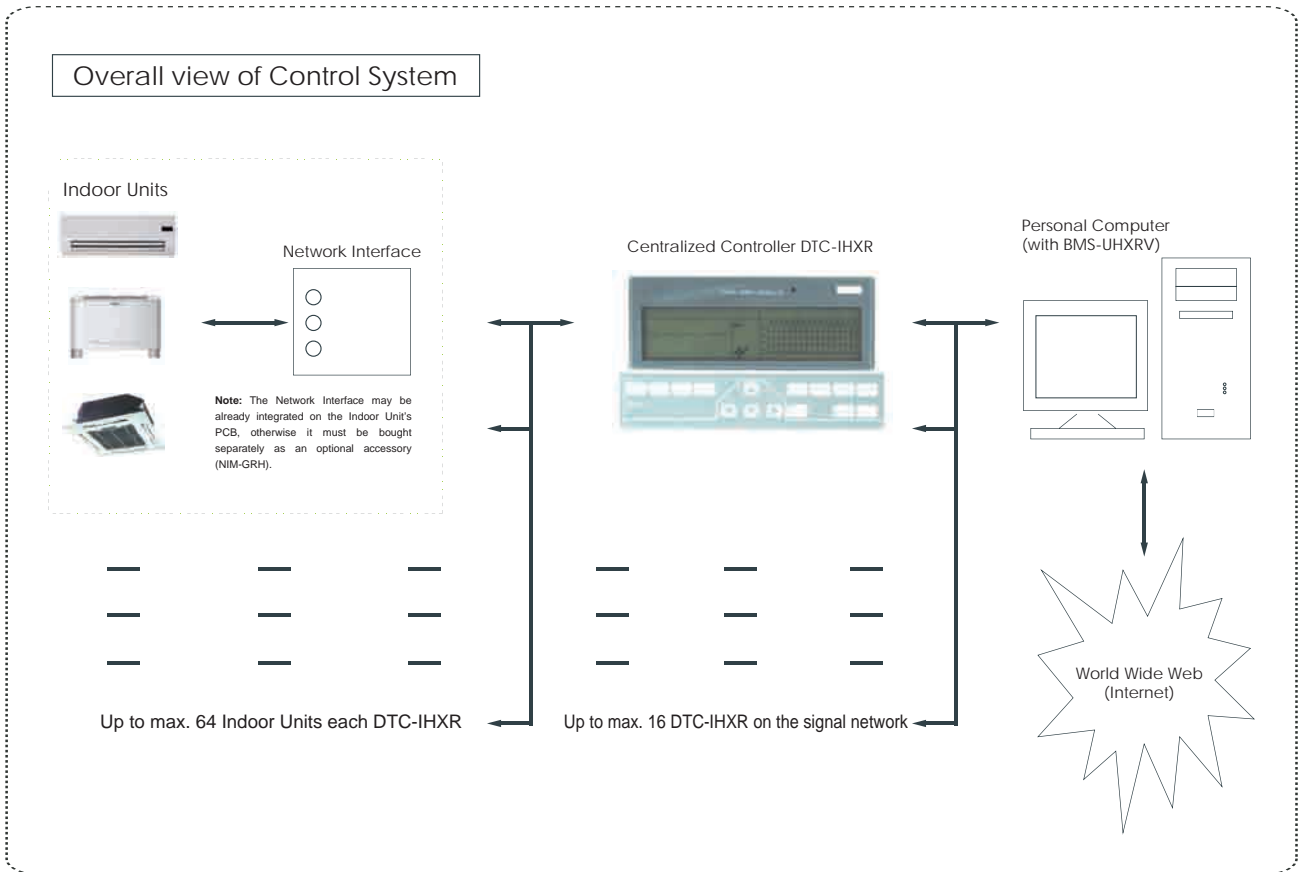 Overall view of Control System
Indoor Units
Network Interface
Note: The Network Interface may be
already integrated on the Indoor Unit's
PCB, otherwise it must be bought
separately as an optional accessory
(NIM-GRH).
Centralized Controller DTC-IHXR
Personal Computer
(with BMS-UHXRV)
World Wide Web
(Internet)
Up to max. 64 Indoor Units each DTC-IHXR
Up to max. 16 DTC-IHXR on the signal network